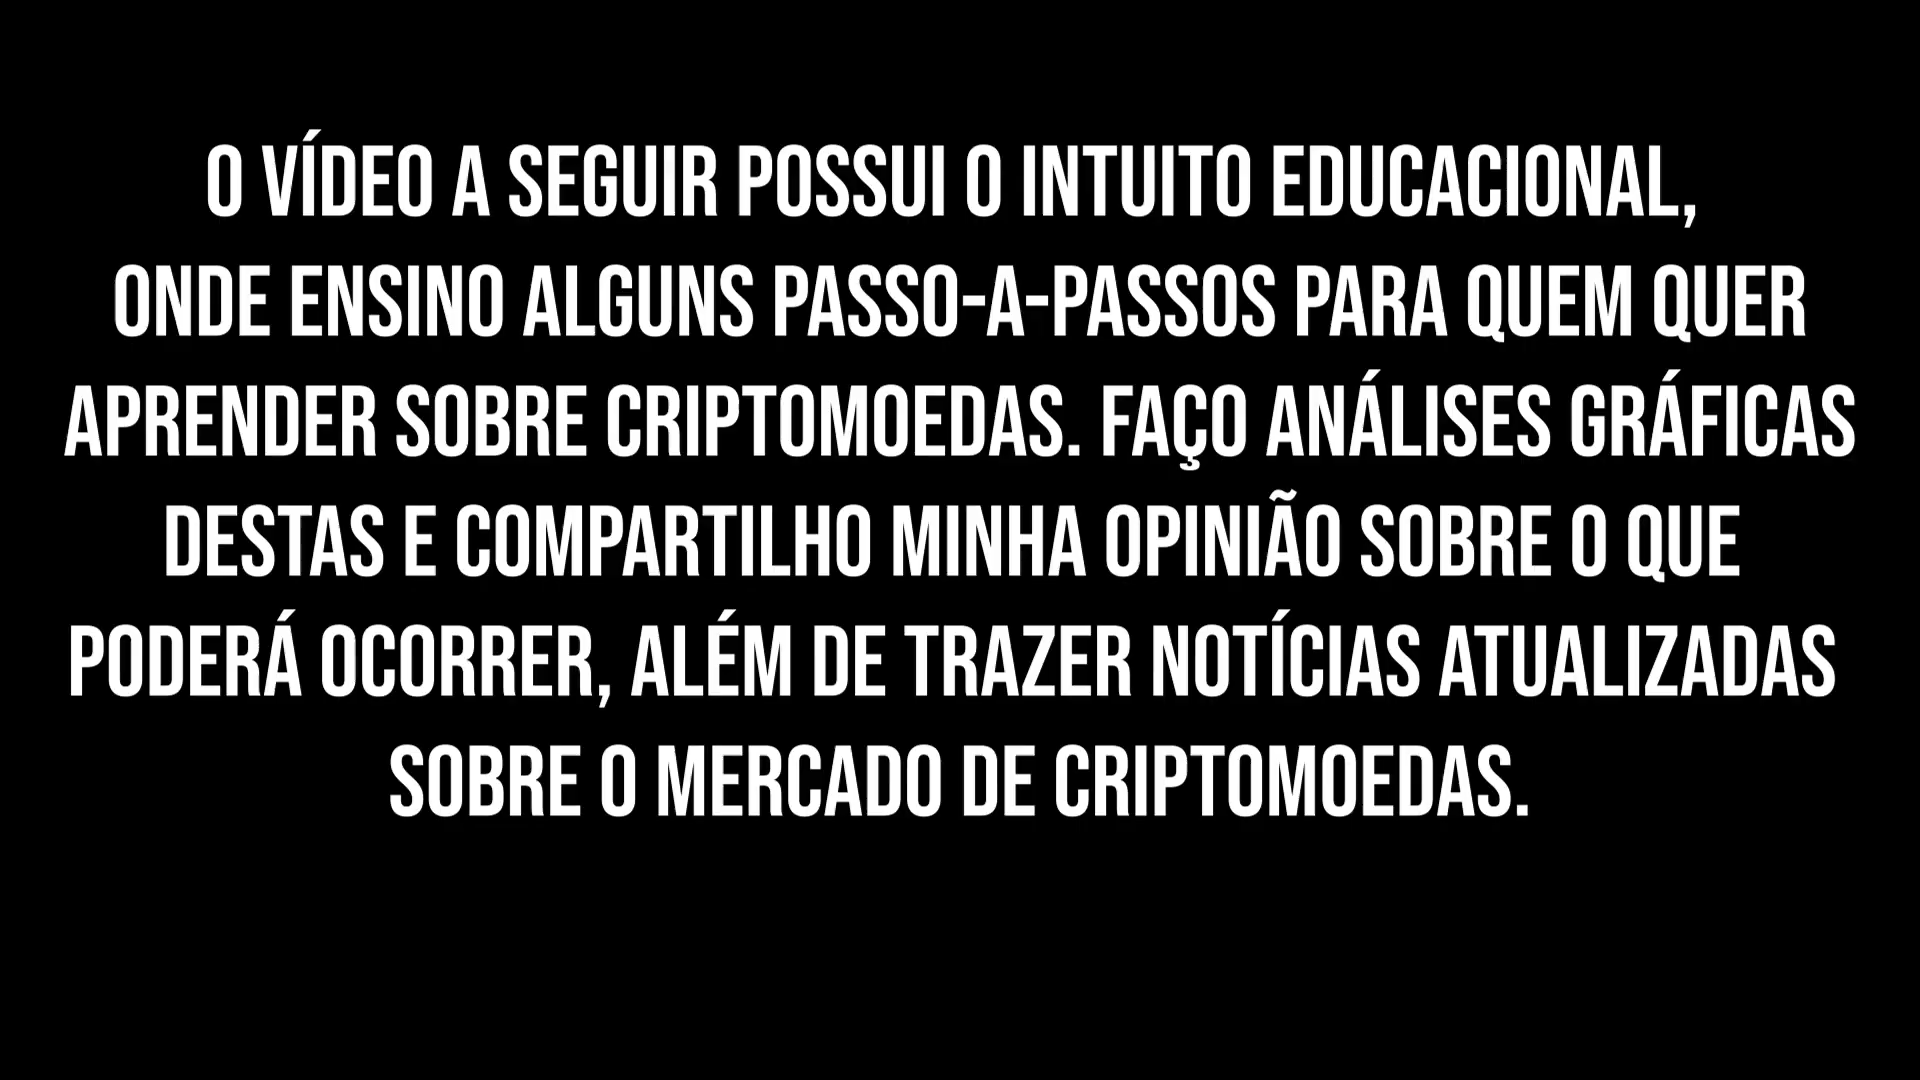 O VÍDEO A SEGUIR POSSUI O INTUITO EDUCACIONAL,
ONDE ENSINO ALGUNS PASSO-A-PASSOS PARA QUEM QUER
APRENDER SOBRE CRIPTOMOEDAS. FAÇO ANÁLISES GRÁFICAS
DESTAS E COMPARTILHO MINHA OPINIÃO SOBRE O QUE
PODERÁ OCORRER, ALÉM DE TRAZER NOTÍCIAS ATUALIZADAS
SOBRE O MERCADO DE CRIPTOMOEDAS.